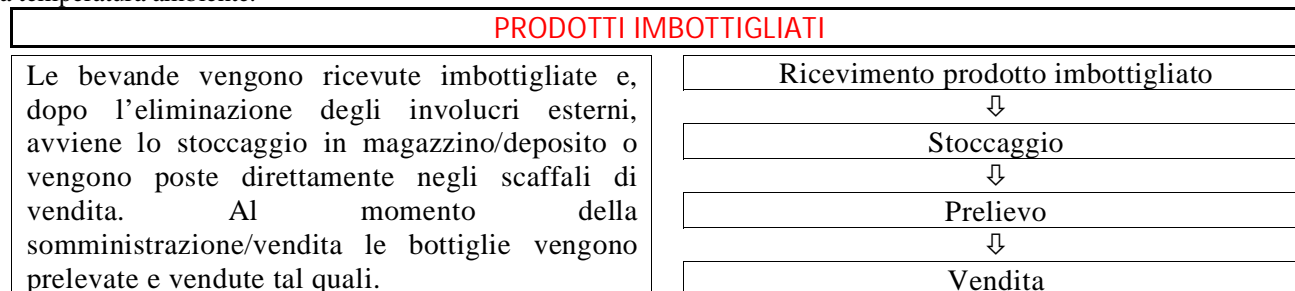 a temperatura ambiente.
PRODOTTI IMBOTTIGLIATI
Le bevande vengono ricevute imbottigliate e,
dopo l’eliminazione degli involucri esterni,
avviene lo stoccaggio in magazzino/deposito o
vengono poste direttamente negli scaffali di
vendita. Al momento della
somministrazione/vendita le bottiglie vengono
prelevate e vendute tal quali.
Ricevimento prodotto imbottigliato
⇩
Stoccaggio
⇩
Prelievo
⇩
Vendita